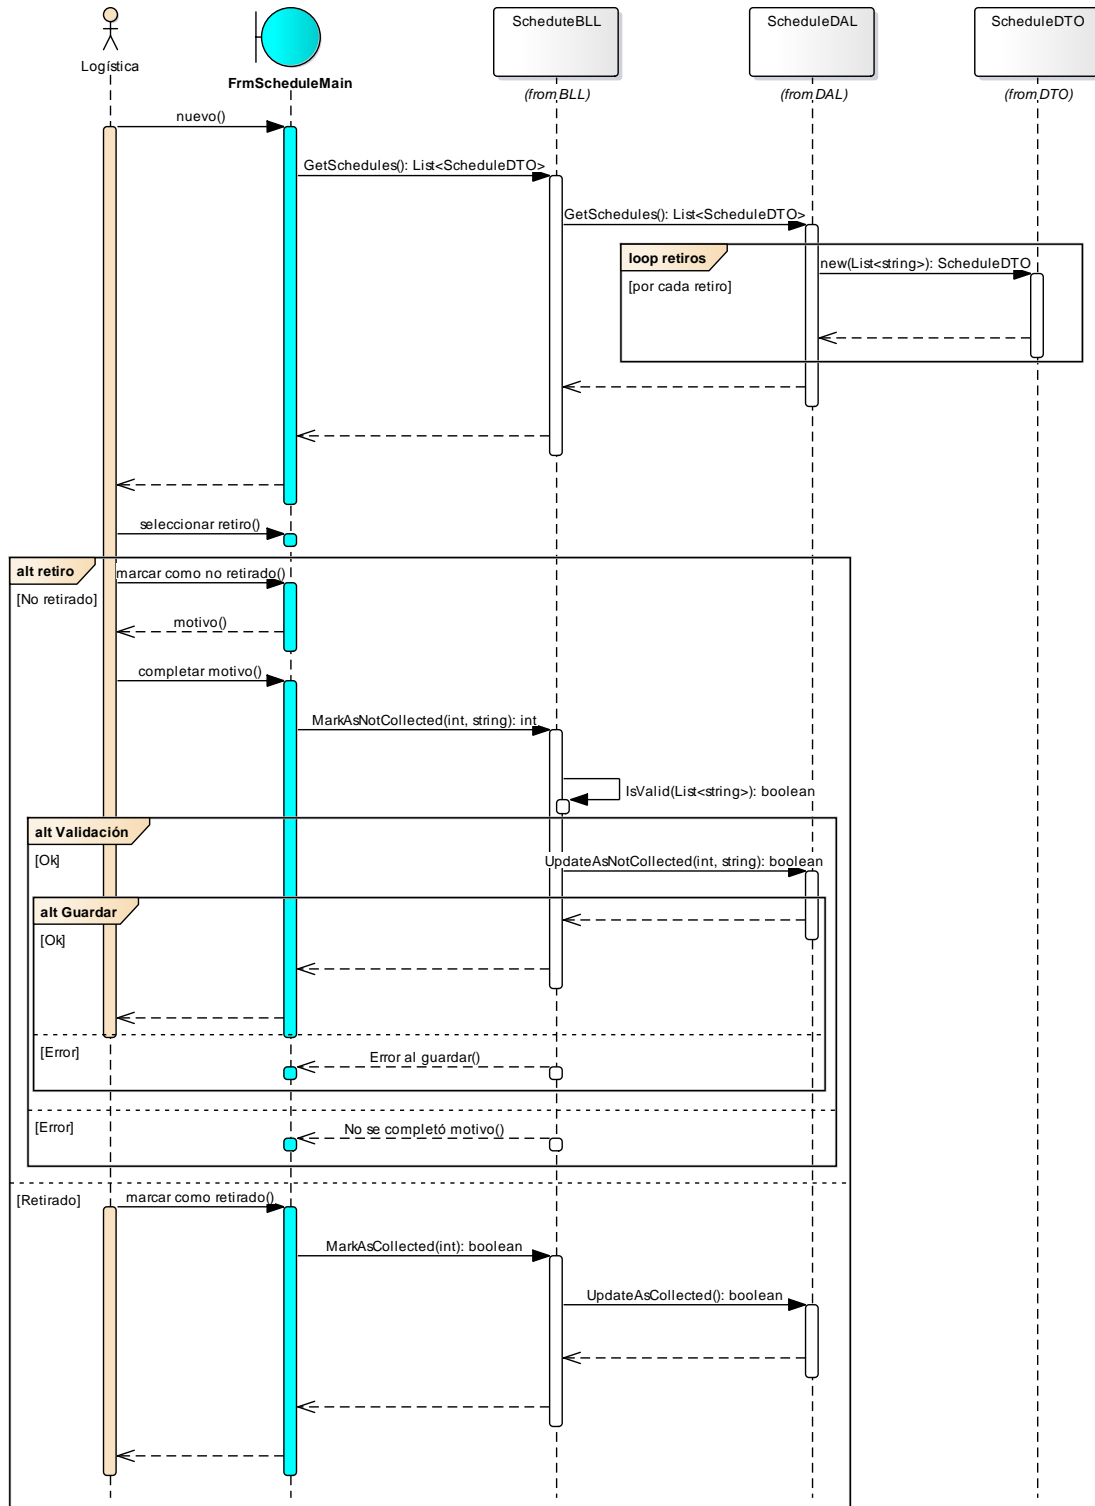 ScheduteBLL
ScheduleDAL
ScheduleDTO
Logística
FrmScheduleMain
(from BLL)
(from DAL)
(from DTO)
nuevo()
GetSchedules(): List<ScheduleDTO>
GetSchedules(): List<ScheduleDTO>
loop retiros
new(List<string>): ScheduleDTO
[por cada retiro]
seleccionar retiro()
alt retiro
marcar como no retirado()
[No retirado]
motivo()
completar motivo()
MarkAsNotCollected(int, string): int
IsValid(List<string>): boolean
alt Validación
[Ok]
UpdateAsNotCollected(int, string): boolean
alt Guardar
[Ok]
[Error]
Error al guardar()
[Error]
No se completó motivo()
[Retirado]
marcar como retirado()
MarkAsCollected(int): boolean
UpdateAsCollected(): boolean